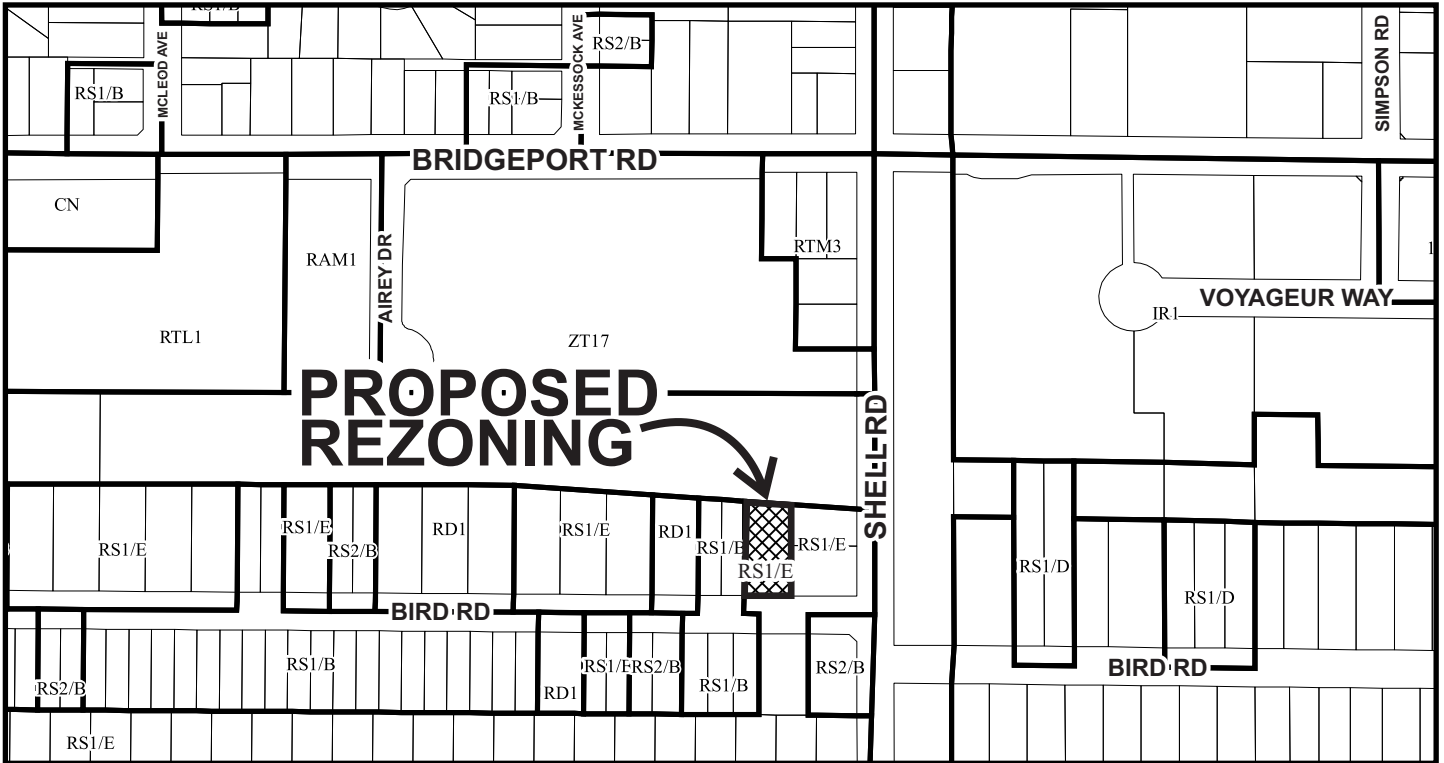 RS1/B
MCLEOD AVE
MCKESSOCK AVE
RS2/B
SIMPSON RD
RS1/B
RS1/B
BRIDGEPORT RD
CN
RAM1
AIREY DR
RTM3
VOYAGEUR WAY
IR1
RTL1
ZT17
PROPOSED
REZONING
SHELL RD
RS1/E
RS1/E
RS2/B
RD1
RS1/E
RD1
RS1/B
RS1/E
RS1/E
RS1/D
RS1/D
BIRD RD
BIRD RD
RS2/B
RS1/B
RD1
RS1/E
RS2/B
RS1/B
RS2/B
RS1/E